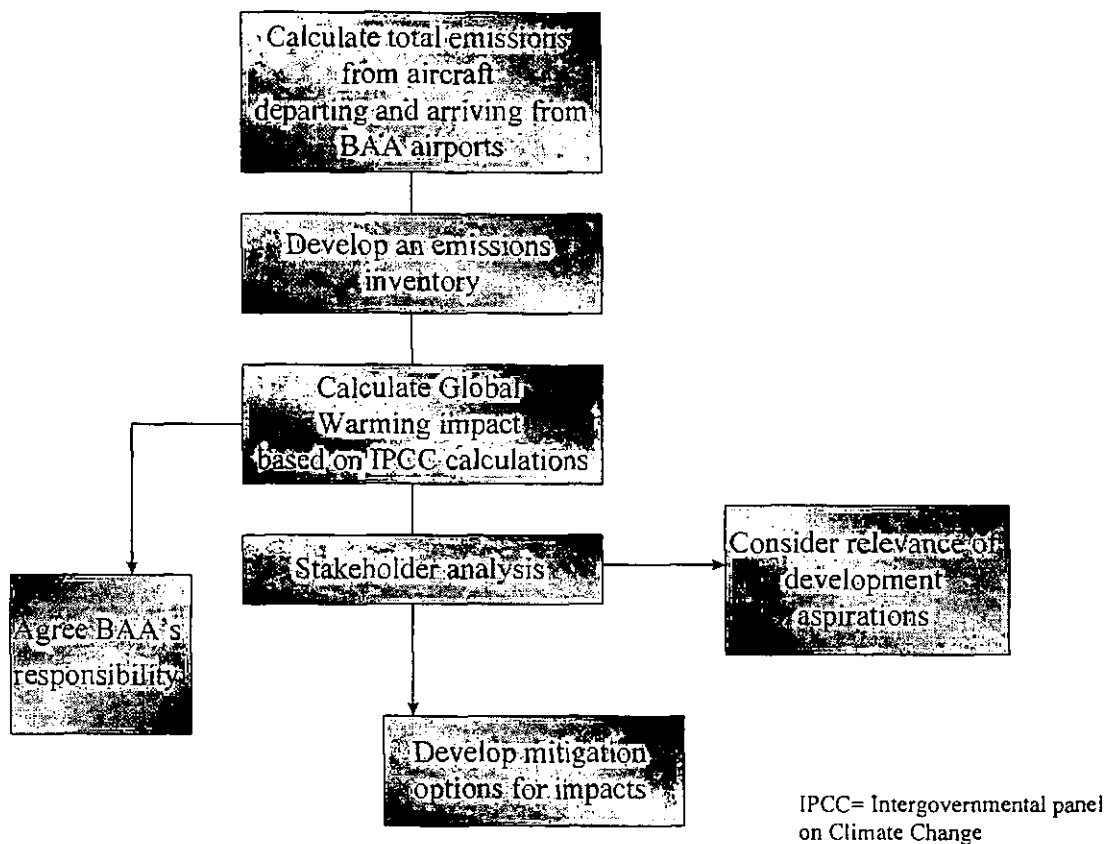 Calculate total emissions
from aircraft
departing and arriving from
BAA airports
Develop an emissions
inventory
Calculate Global
Warming impact
based on IPCC calculations
Stakeholder analysis
Consider relevance of
development
aspirations
Agree BAA's
responsibility
Develop mitigation
options for impacts
IPCC= Intergovernmental panel
on Climate Change